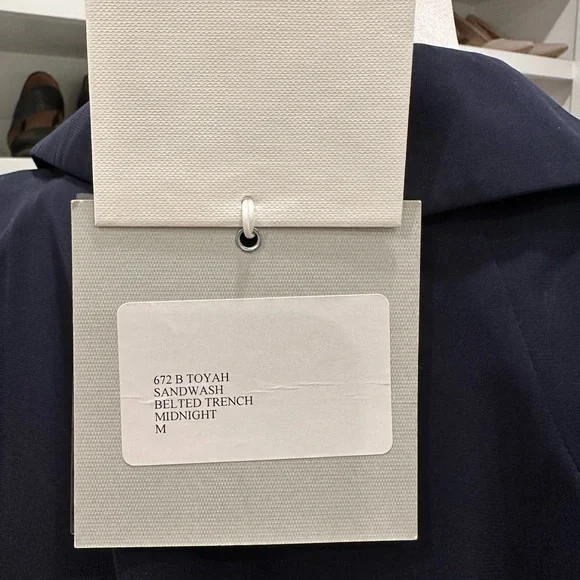 672 B TOYAH
SANDWASH
BELTED TRENCH
MIDNIGHT
M